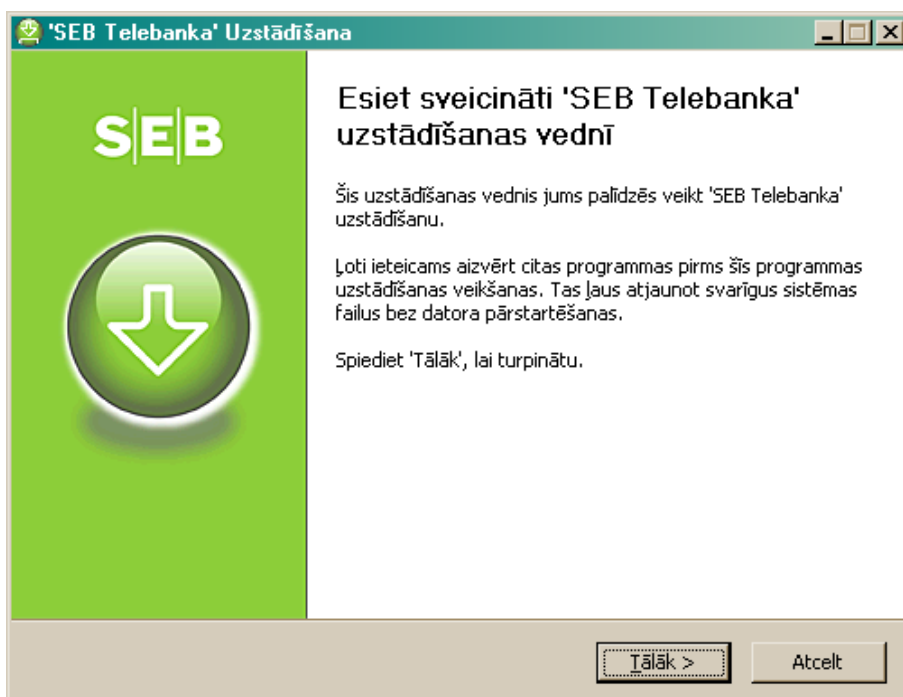 'SEB Telebanka' Uzstādīšana
S|E|B
Esiet sveicināti 'SEB Telebanka'
uzstādīšanas vednī
Šis uzstādīšanas vednis jums palīdzēs veikt 'SEB Telebanka'
uzstādīšanu.
Ļoti ieteicams aizvērt citas programmas pirms šīs programmas
uzstādīšanas veikšanas. Tas ļaus atjaunot svarīgus sistēmas
failus bez datora pārstartēšanas.
Spiediet 'Tālāk', lai turpinātu.
Tālāk >
Atcelt